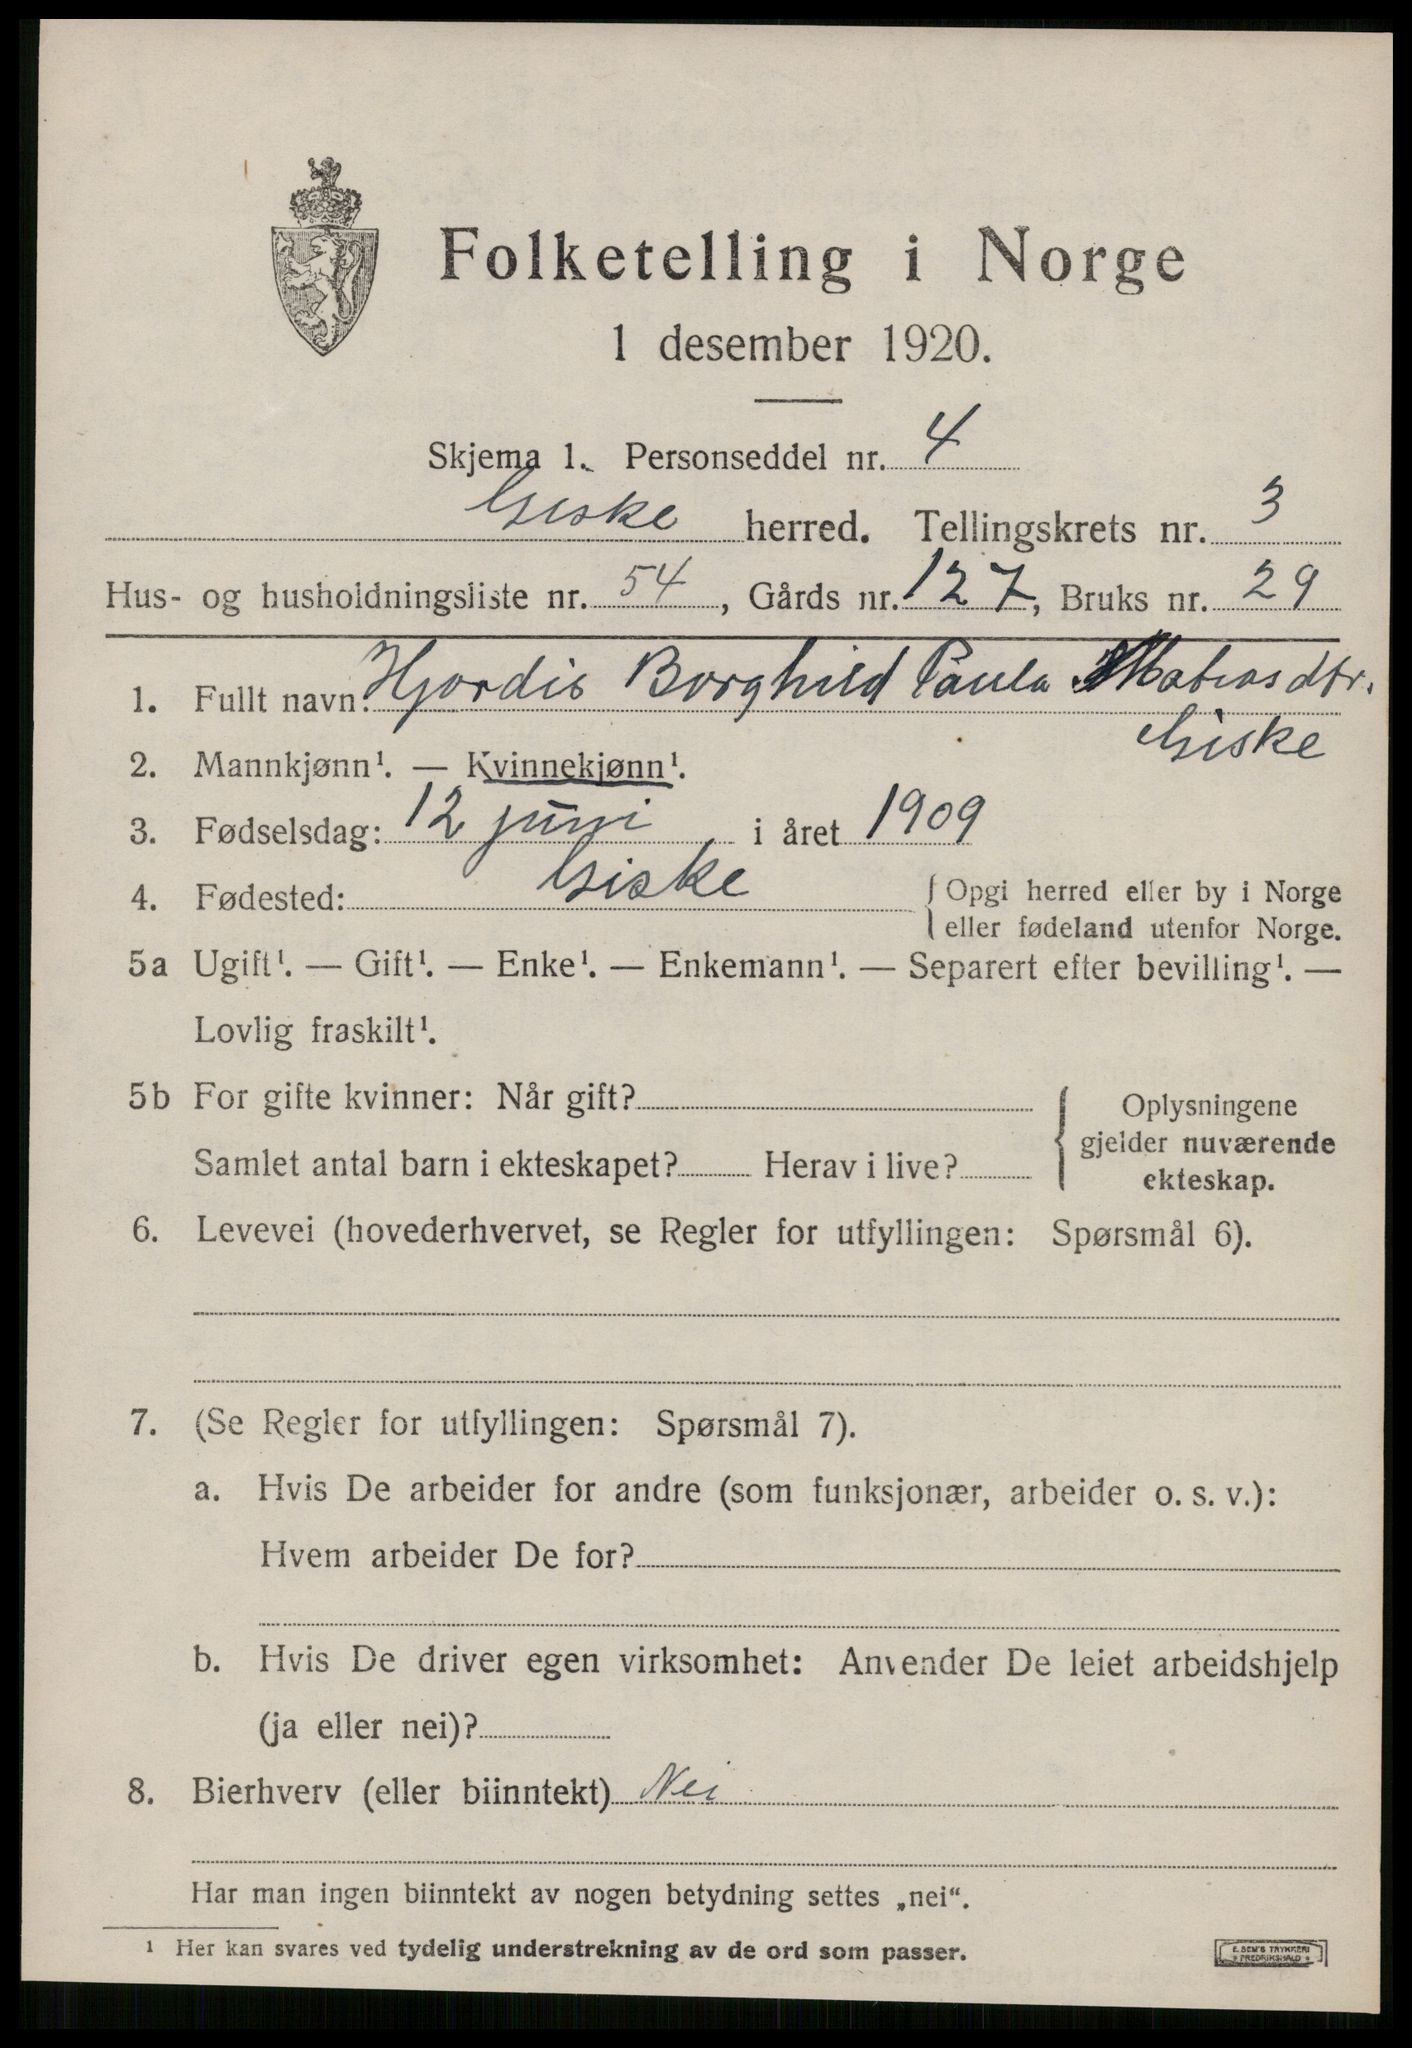 Folketelling i Norge
1 desember 1920.
Skjema 1. Personseddel nr. 4
Giske herred. Tellingskrets nr. 3
Hus- og husholdningsliste nr. 54, Gårds nr. 127, Bruks nr. 29
1. Fullt navn: Hjordis Borghild Paula Matiasdtr.
Giske
2. Mannkjønn¹. — Kvinnekjønn¹.
3. Fødselsdag: 12 juni i året 1909
4. Fødested: Giske { Opgi herred eller by i Norge
eller fødeland utenfor Norge.
5a Ugift¹. — Gift¹. — Enke¹. — Enkemann¹. — Separert efter bevilling¹. —
Lovlig fraskilt¹.
5b For gifte kvinner: Når gift?
Samlet antal barn i ekteskapet? Herav i live?
{ Oplysningene
gjelder nuværende
ekteskap.
6. Levevei (hovederhvervet, se Regler for utfyllingen: Spørsmål 6).
7. (Se Regler for utfyllingen: Spørsmål 7).
a. Hvis De arbeider for andre (som funksjonær, arbeider o. s. v.):
Hvem arbeider De for?
b. Hvis De driver egen virksomhet: Anvender De leiet arbeidshjelp
(ja eller nei)?
8. Bierhverv (eller biinntekt) Nei
Har man ingen biinntekt av nogen betydning settes „nei“.
¹ Her kan svares ved tydelig understrekning av de ord som passer.
E. SEM'S TRYKKERI
* FREDRIKSHALD *